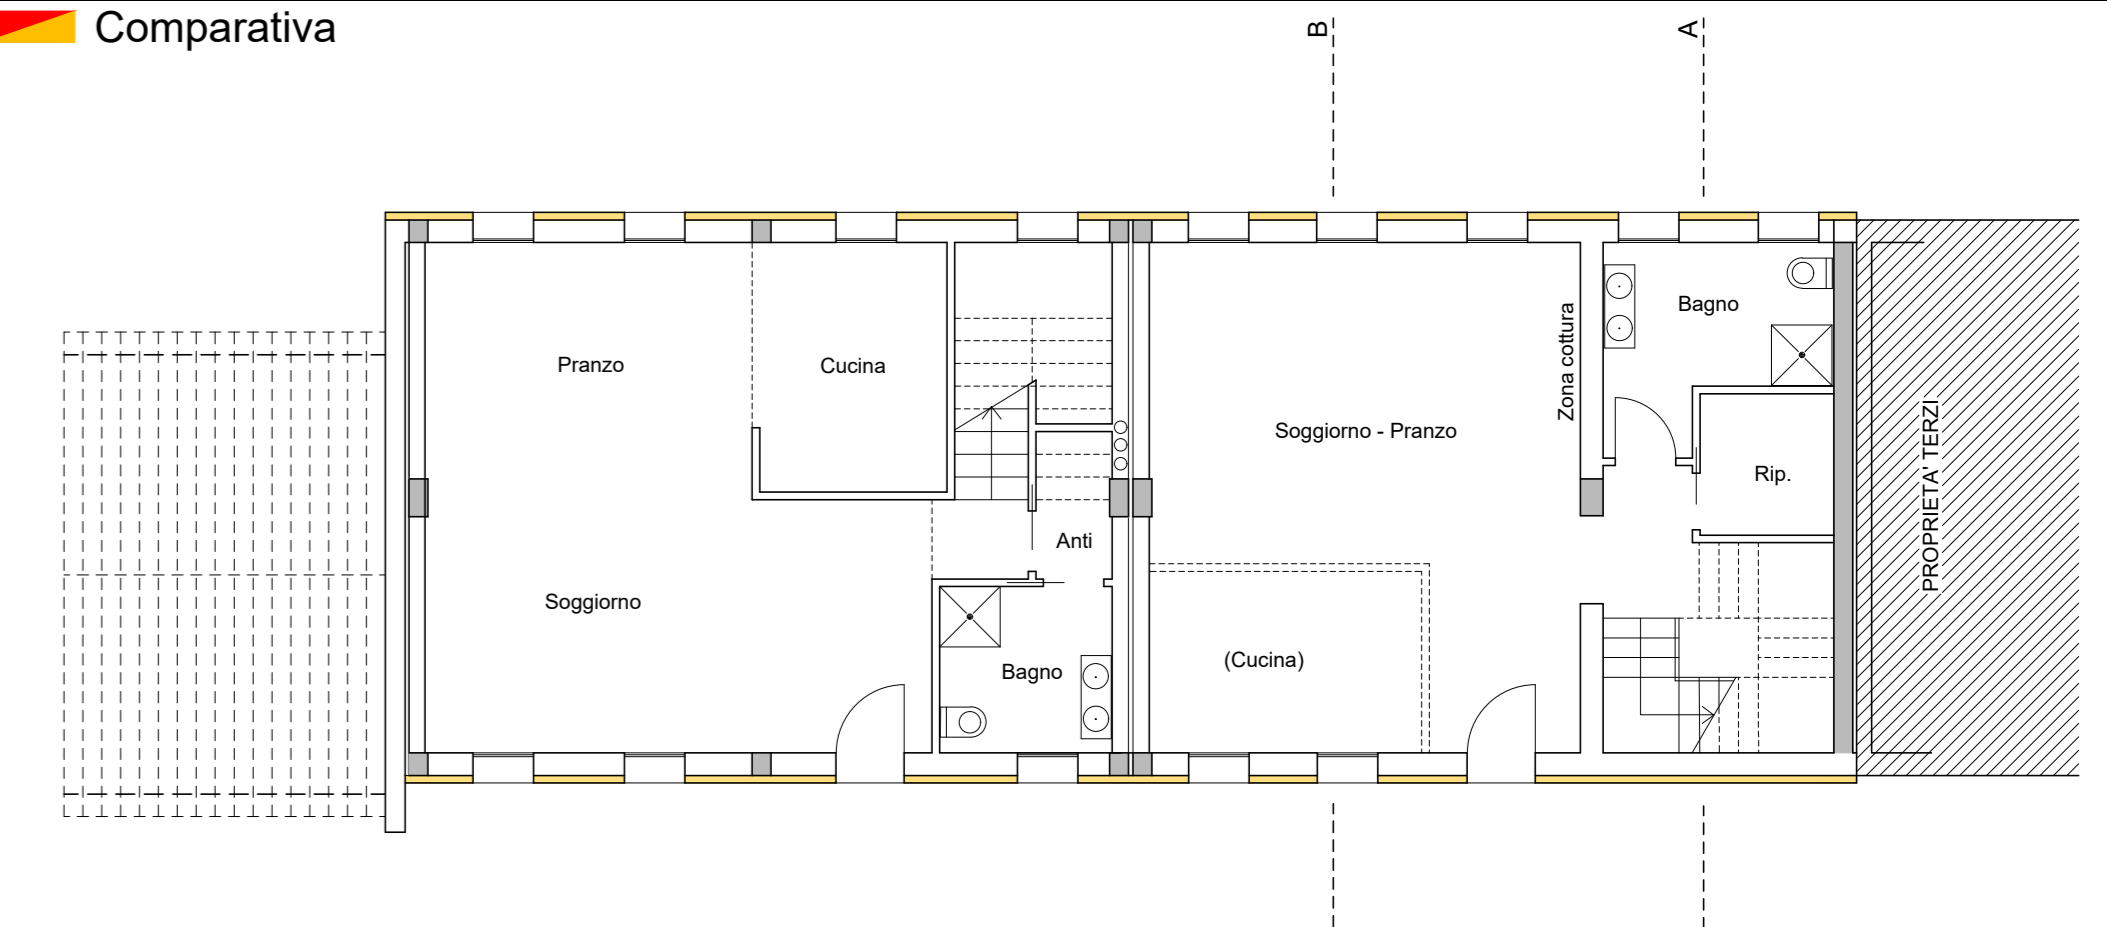 Comparativa
B
A
Pranzo
Cucina
Soggiorno
Anti
Bagno
Soggiorno - Pranzo
Zona cottura
(Cucina)
Bagno
Rip.
PROPRIETA' TERZI